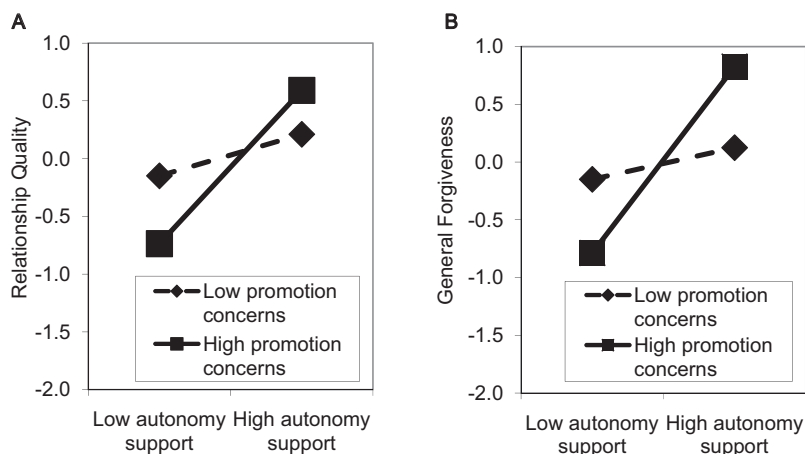 A
1.0
0.5
0.0
-0.5
-1.0
-1.5
-2.0
Relationship Quality
Low promotion
concerns
High promotion
concerns
Low autonomy
support
High autonomy
support
B
1.0
0.5
0.0
-0.5
-1.0
-1.5
-2.0
General Forgiveness
Low promotion
concerns
High promotion
concerns
Low autonomy
support
High autonomy
support